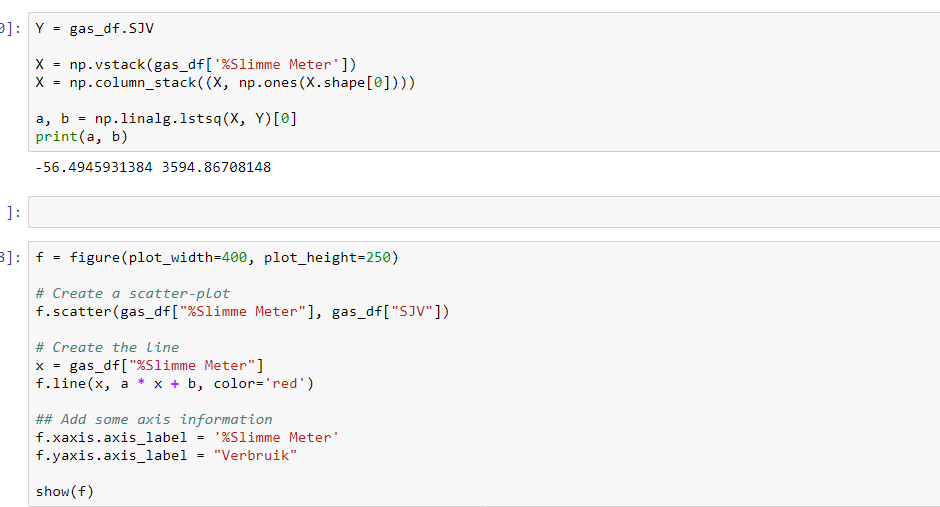 0]: Y = gas_df.SJV
X = np.vstack(gas_df['%Slimme Meter'])
X = np.column_stack((X, np.ones(X.shape[0])))
a, b = np.linalg.lstsq(X, Y)[0]
print(a, b)
-56.4945931384 3594.86708148
]:
8]: f = figure(plot_width=400, plot_height=250)
# Create a scatter-plot
f.scatter(gas_df["%Slimme Meter"], gas_df["SJV"])
# Create the line
x = gas_df["%Slimme Meter"]
f.line(x, a * x + b, color='red')
## Add some axis information
f.xaxis.axis_label = '%Slimme Meter'
f.yaxis.axis_label = "Verbruik"
show(f)